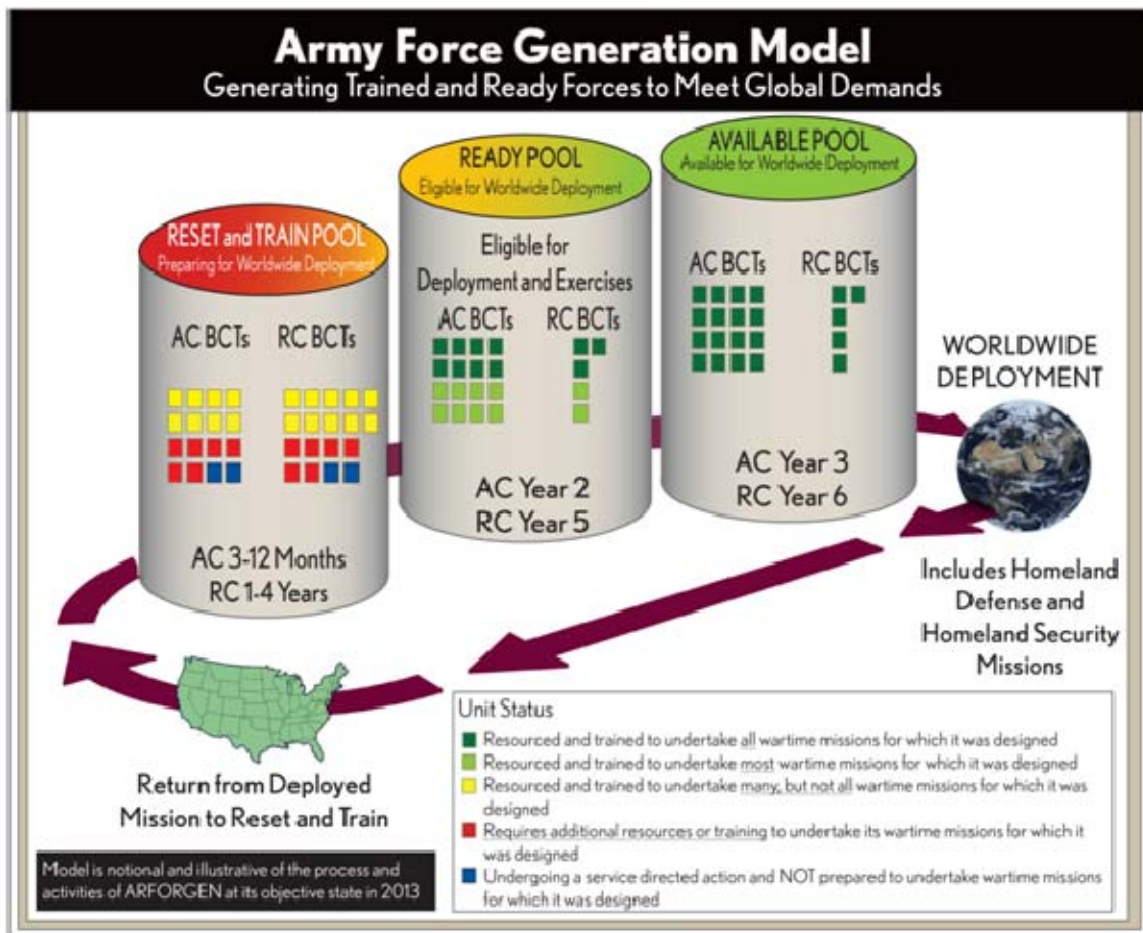 Army Force Generation Model
Generating Trained and Ready Forces to Meet Global Demands
RESET and TRAIN POOL
Preparing for Worldwide Deployment
AC BCTs RC BCTs
AC 3-12 Months
RC 1-4 Years
READY POOL
Eligible for Worldwide Deployment
Eligible for
Deployment and Exercises
AC BCTs RC BCTs
AC Year 2
RC Year 5
AVAILABLE POOL
Available for Worldwide Deployment
AC BCTs RC BCTs
AC Year 3
RC Year 6
WORLDWIDE
DEPLOYMENT
Includes Homeland
Defense and
Homeland Security
Missions
Return from Deployed
Mission to Reset and Train
Model is notional and illustrative of the process and
activities of ARFORGEN at its objective state in 2013
Unit Status
Resourced and trained to undertake all wartime missions for which it was designed
Resourced and trained to undertake most wartime missions for which it was designed
Resourced and trained to undertake many, but not all wartime missions for which it was
designed
Requires additional resources or training to undertake its wartime missions for which it
was designed
Undergoing a service directed action and NOT prepared to undertake wartime missions
for which it was designed